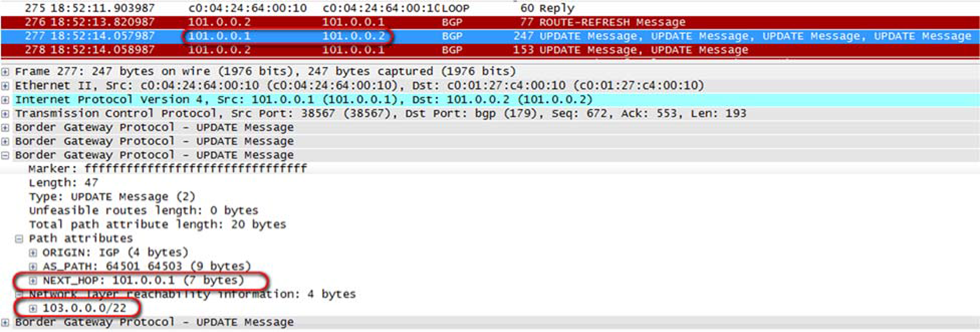 275 18:52:11.903987 c0:04:24:64:00:10 c0:04:24:64:00:10 LOOP 60 Reply
276 18:52:13.820987 101.0.0.2 101.0.0.1 BGP 77 ROUTE-REFRESH Message
277 18:52:14.057987 101.0.0.1 101.0.0.2 BGP 247 UPDATE Message, UPDATE Message, UPDATE Message, UPDATE Message
278 18:52:14.058987 101.0.0.2 101.0.0.1 BGP 153 UPDATE Message, UPDATE Message
Frame 277: 247 bytes on wire (1976 bits), 247 bytes captured (1976 bits)
Ethernet II, Src: c0:04:24:64:00:10 (c0:04:24:64:00:10), Dst: c0:01:27:c4:00:10 (c0:01:27:c4:00:10)
Internet Protocol Version 4, Src: 101.0.0.1 (101.0.0.1), Dst: 101.0.0.2 (101.0.0.2)
Transmission Control Protocol, Src Port: 38567 (38567), Dst Port: bgp (179), Seq: 672, Ack: 553, Len: 193
Border Gateway Protocol - UPDATE Message
Border Gateway Protocol - UPDATE Message
Border Gateway Protocol - UPDATE Message
Marker: ffffffffffffffffffffffffffffffff
Length: 47
Type: UPDATE Message (2)
Unfeasible routes length: 0 bytes
Total path attribute length: 20 bytes
Path attributes
ORIGIN: IGP (4 bytes)
AS_PATH: 64501 64503 (9 bytes)
NEXT_HOP: 101.0.0.1 (7 bytes)
Network layer reachability information: 4 bytes
103.0.0.0/22
Border Gateway Protocol - UPDATE Message